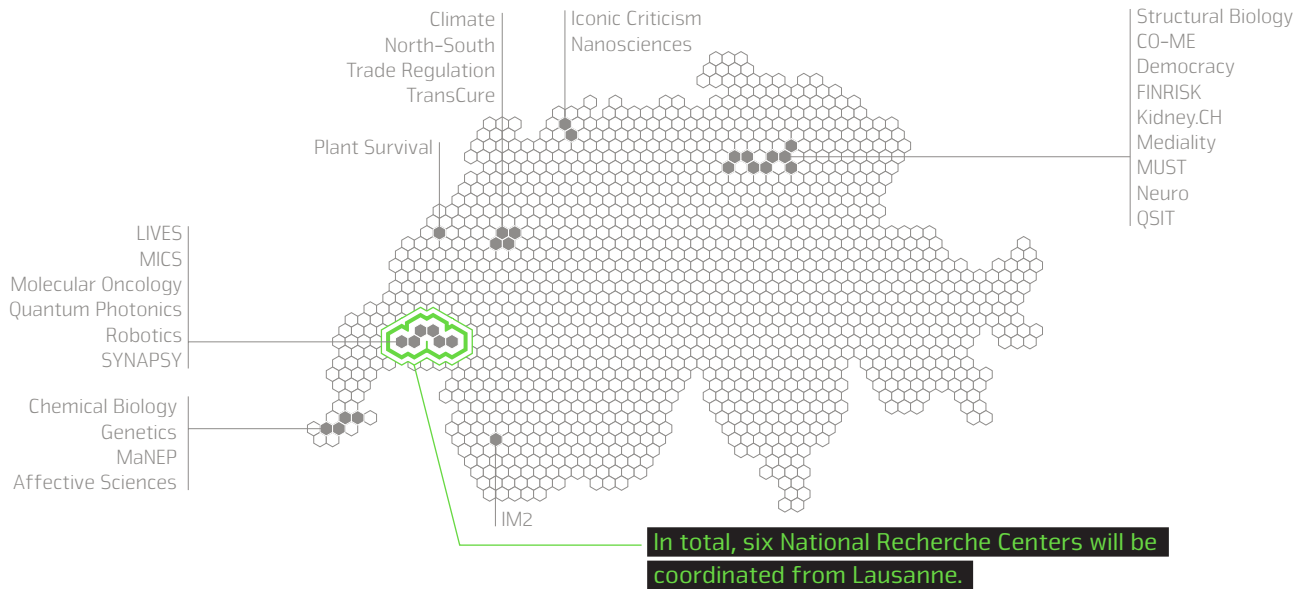 Climate
North-South
Trade Regulation
TransCure
Iconic Criticism
Nanosciences
Structural Biology
CO-ME
Democracy
FINRISK
Kidney.CH
Mediality
MUST
Neuro
QSIT
Plant Survival
LIVES
MICS
Molecular Oncology
Quantum Photonics
Robotics
SYNAPSY
Chemical Biology
Genetics
MaNEP
Affective Sciences
IM2
In total, six National Recherche Centers will be
coordinated from Lausanne.